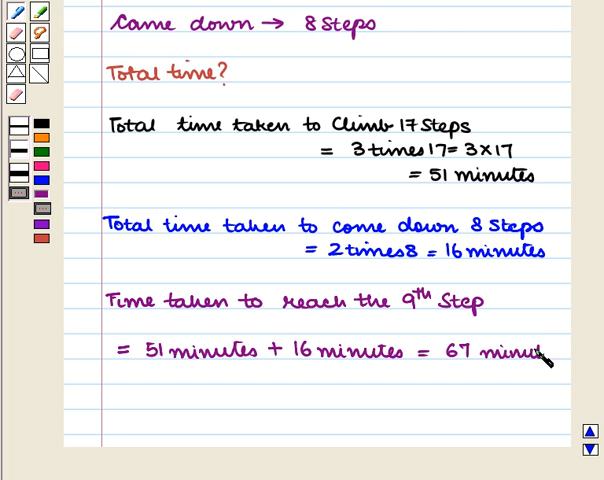 Came down → 8 Steps
Total time?
Total time taken to Climb 17 Steps
= 3 times 17 = 3 × 17
= 51 minutes
Total time taken to come down 8 Steps
= 2 times 8 = 16 minutes
Time taken to reach the 9th Step
= 51 minutes + 16 minutes = 67 minu